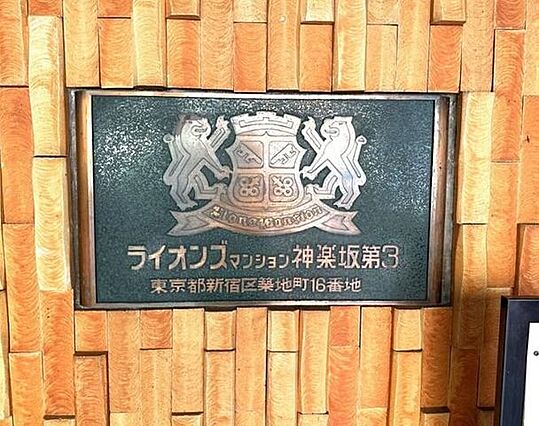 Lions Mansion
ライオンズマンション神楽坂第3
東京都新宿区築地町16番地